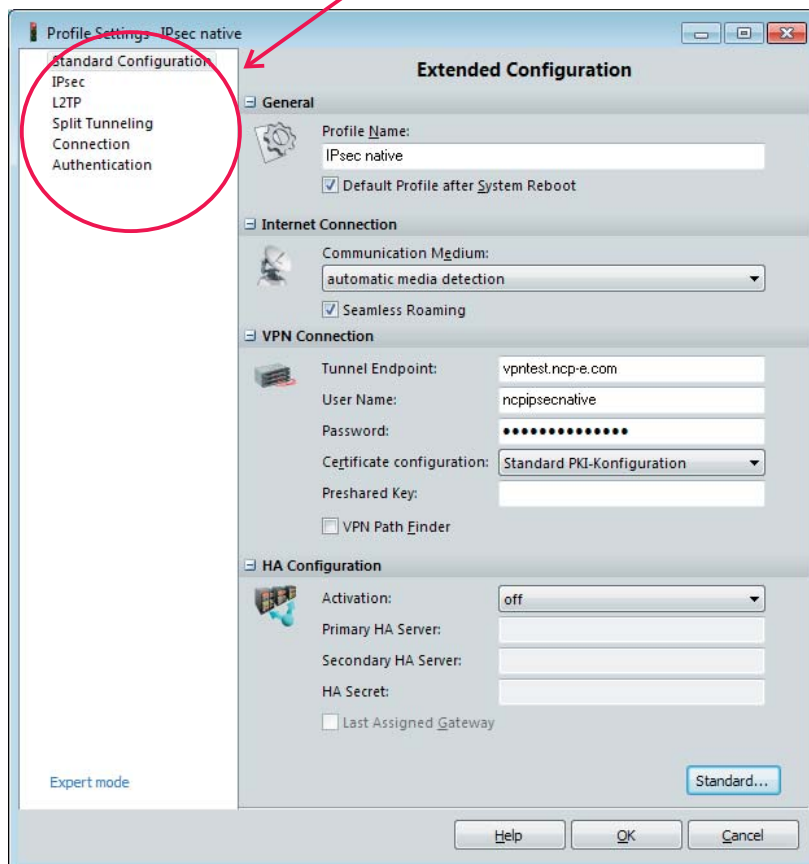 Profile Settings IPsec native
Standard Configuration
IPsec
L2TP
Split Tunneling
Connection
Authentication
Expert mode
Extended Configuration
General
Profile Name:
IPsec native
Default Profile after System Reboot
Internet Connection
Communication Medium:
automatic media detection
Seamless Roaming
VPN Connection
Tunnel Endpoint: vpntest.ncp-e.com
User Name: ncpipsecnative
Password: ••••••••••••••
Certificate configuration: Standard PKI-Konfiguration
Preshared Key:
VPN Path Finder
HA Configuration
Activation: off
Primary HA Server:
Secondary HA Server:
HA Secret:
Last Assigned Gateway
Standard...
Help OK Cancel